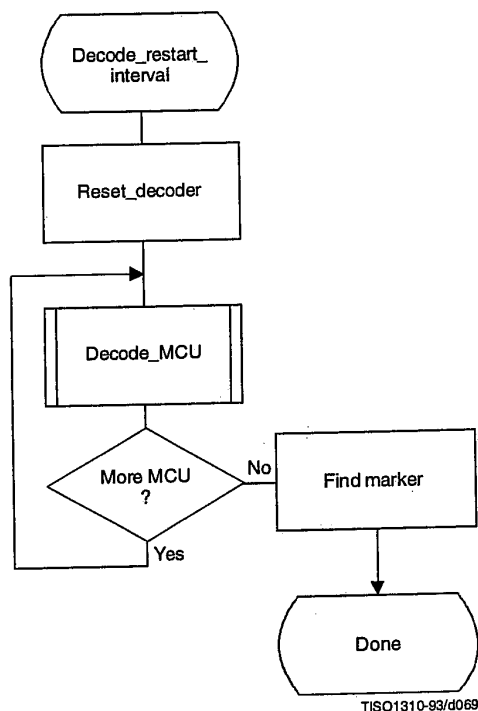 Decode_restart_
interval
Reset_decoder
Decode_MCU
More MCU
?
No
Find marker
Yes
Done
TISO1310-93/d069